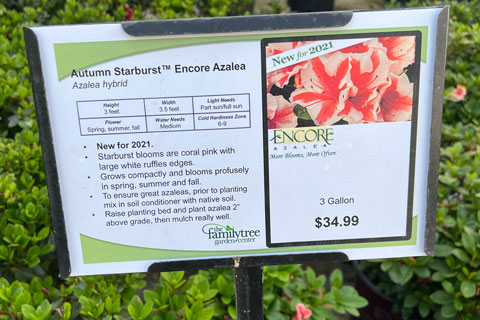 Autumn Starburst™ Encore Azalea
Azalea hybrid
Height
3 feet
Width
3.5 feet
Light Needs
Part sun/full sun
Flower
Spring, summer, fall
Water Needs
Medium
Cold Hardiness Zone
6-9
• New for 2021.
• Starburst blooms are coral pink with
large white ruffles edges.
• Grows compactly and blooms profusely
in spring, summer and fall.
• To ensure great azaleas, prior to planting
mix in soil conditioner with native soil.
• Raise planting bed and plant azalea 2"
above grade, then mulch really well.
the
familytree
garden center
New for 2021
ENCORE
AZALEA
More Blooms, More Often.
3 Gallon
$34.99